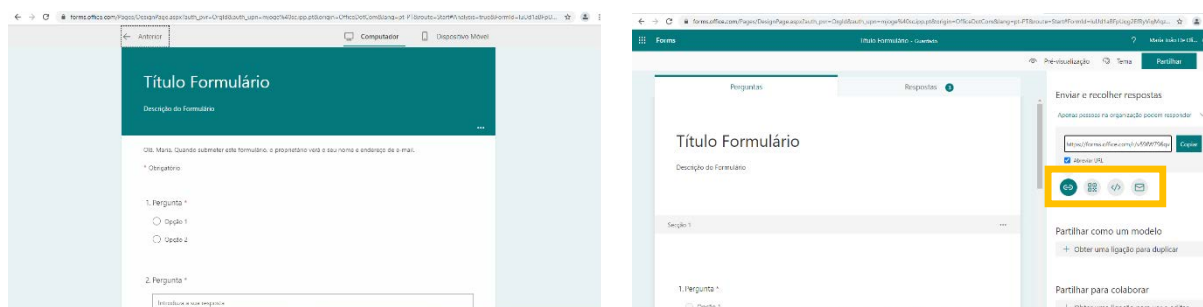 Anterior
Computador
Dispositivo Móvel
Título Formulário
Descrição do Formulário
Olá, Maria. Quando submeter este formulário, o proprietário verá o seu nome e endereço de e-mail.
* Obrigatório
1. Pergunta *
Opção 1
Opção 2
2. Pergunta *
Introduza a sua resposta
Forms
Título Formulário - Guardado
?
Pré-visualização
Tema
Partilhar
Perguntas
Respostas
Enviar e recolher respostas
Apenas pessoas na organização podem responder
Copiar
Abreviar URL
Título Formulário
Descrição do Formulário
Secção 1
Partilhar como um modelo
+ Obter uma ligação para duplicar
1. Pergunta *
Partilhar para colaborar